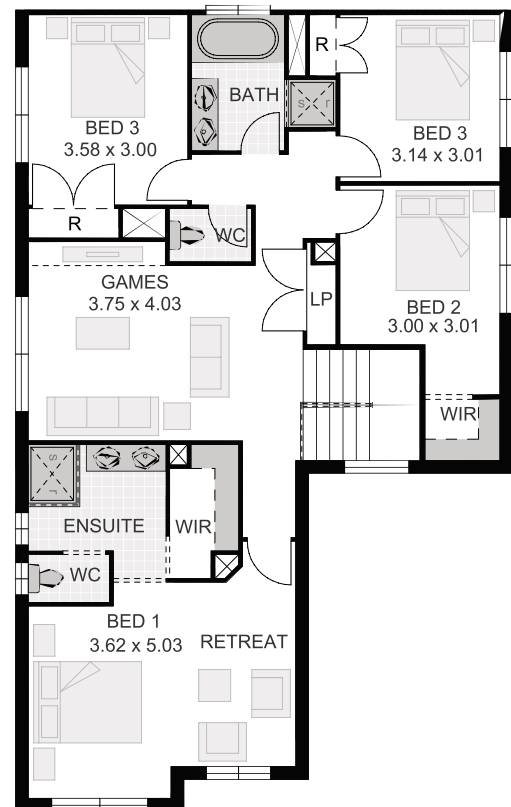 R
BATH
s r
BED 3
3.58 x 3.00
BED 3
3.14 x 3.01
R
WC
GAMES
3.75 x 4.03
LP
BED 2
3.00 x 3.01
WIR
s r
ENSUITE
WIR
WC
BED 1
3.62 x 5.03
RETREAT